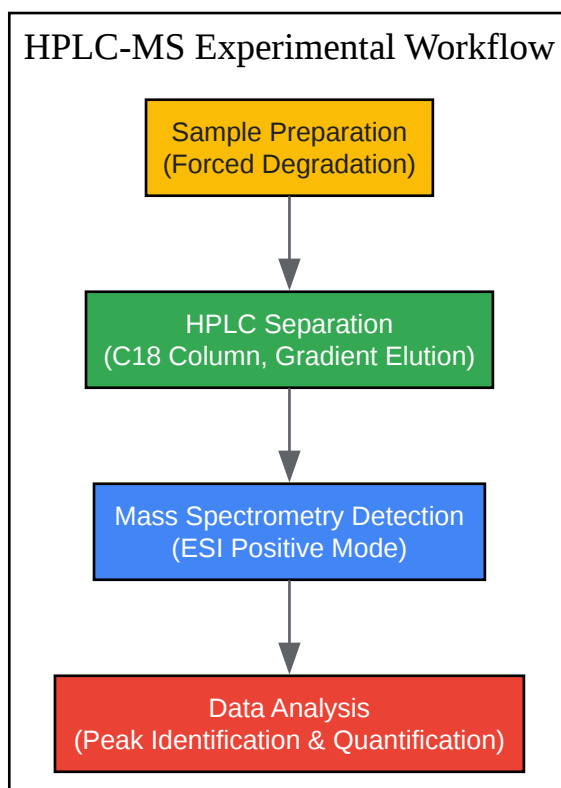 HPLC-MS Experimental Workflow
Sample Preparation
(Forced Degradation)
HPLC Separation
(C18 Column, Gradient Elution)
Mass Spectrometry Detection
(ESI Positive Mode)
Data Analysis
(Peak Identification & Quantification)